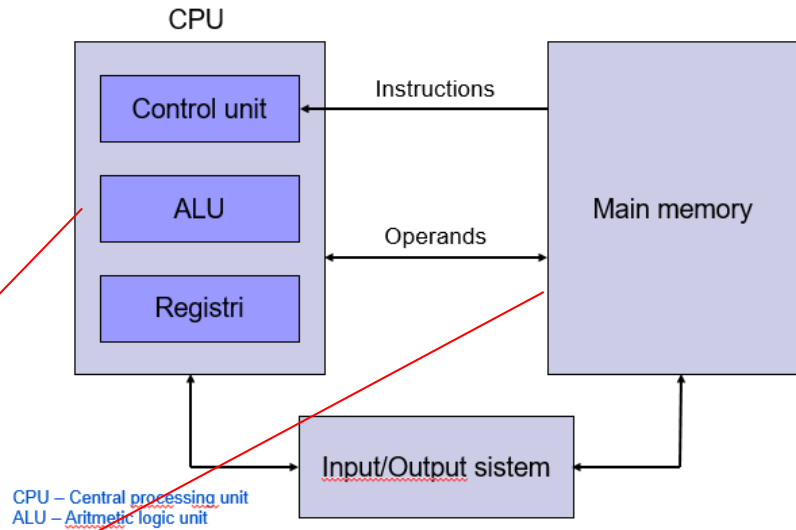 CPU
Control unit
Instructions
ALU
Main memory
Operands
Registri
Input/Output sistem
CPU – Central processing unit
ALU – Aritmetic logic unit